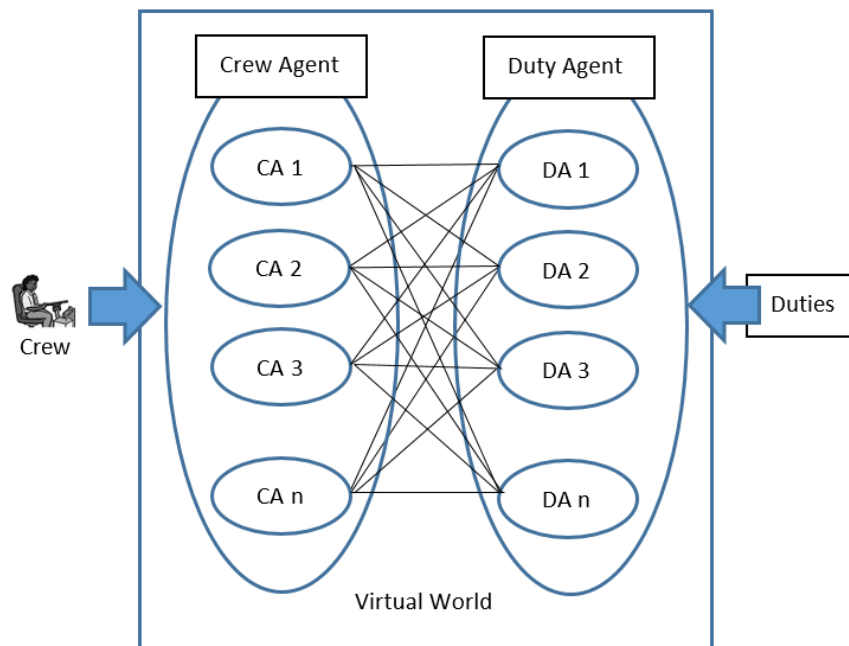 Crew Agent
Duty Agent
CA 1
DA 1
CA 2
DA 2
CA 3
DA 3
CA n
DA n
Crew
Duties
Virtual World